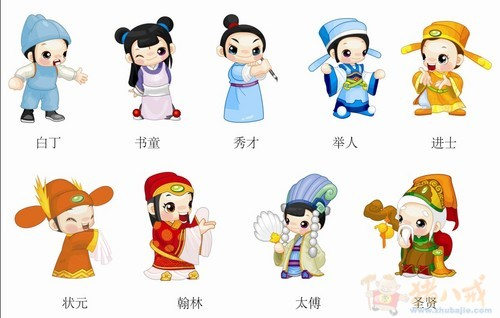 白丁 书童 秀才 举人 进士
状元 翰林 太傅 圣贤
猪八戒
www.zhubajie.com